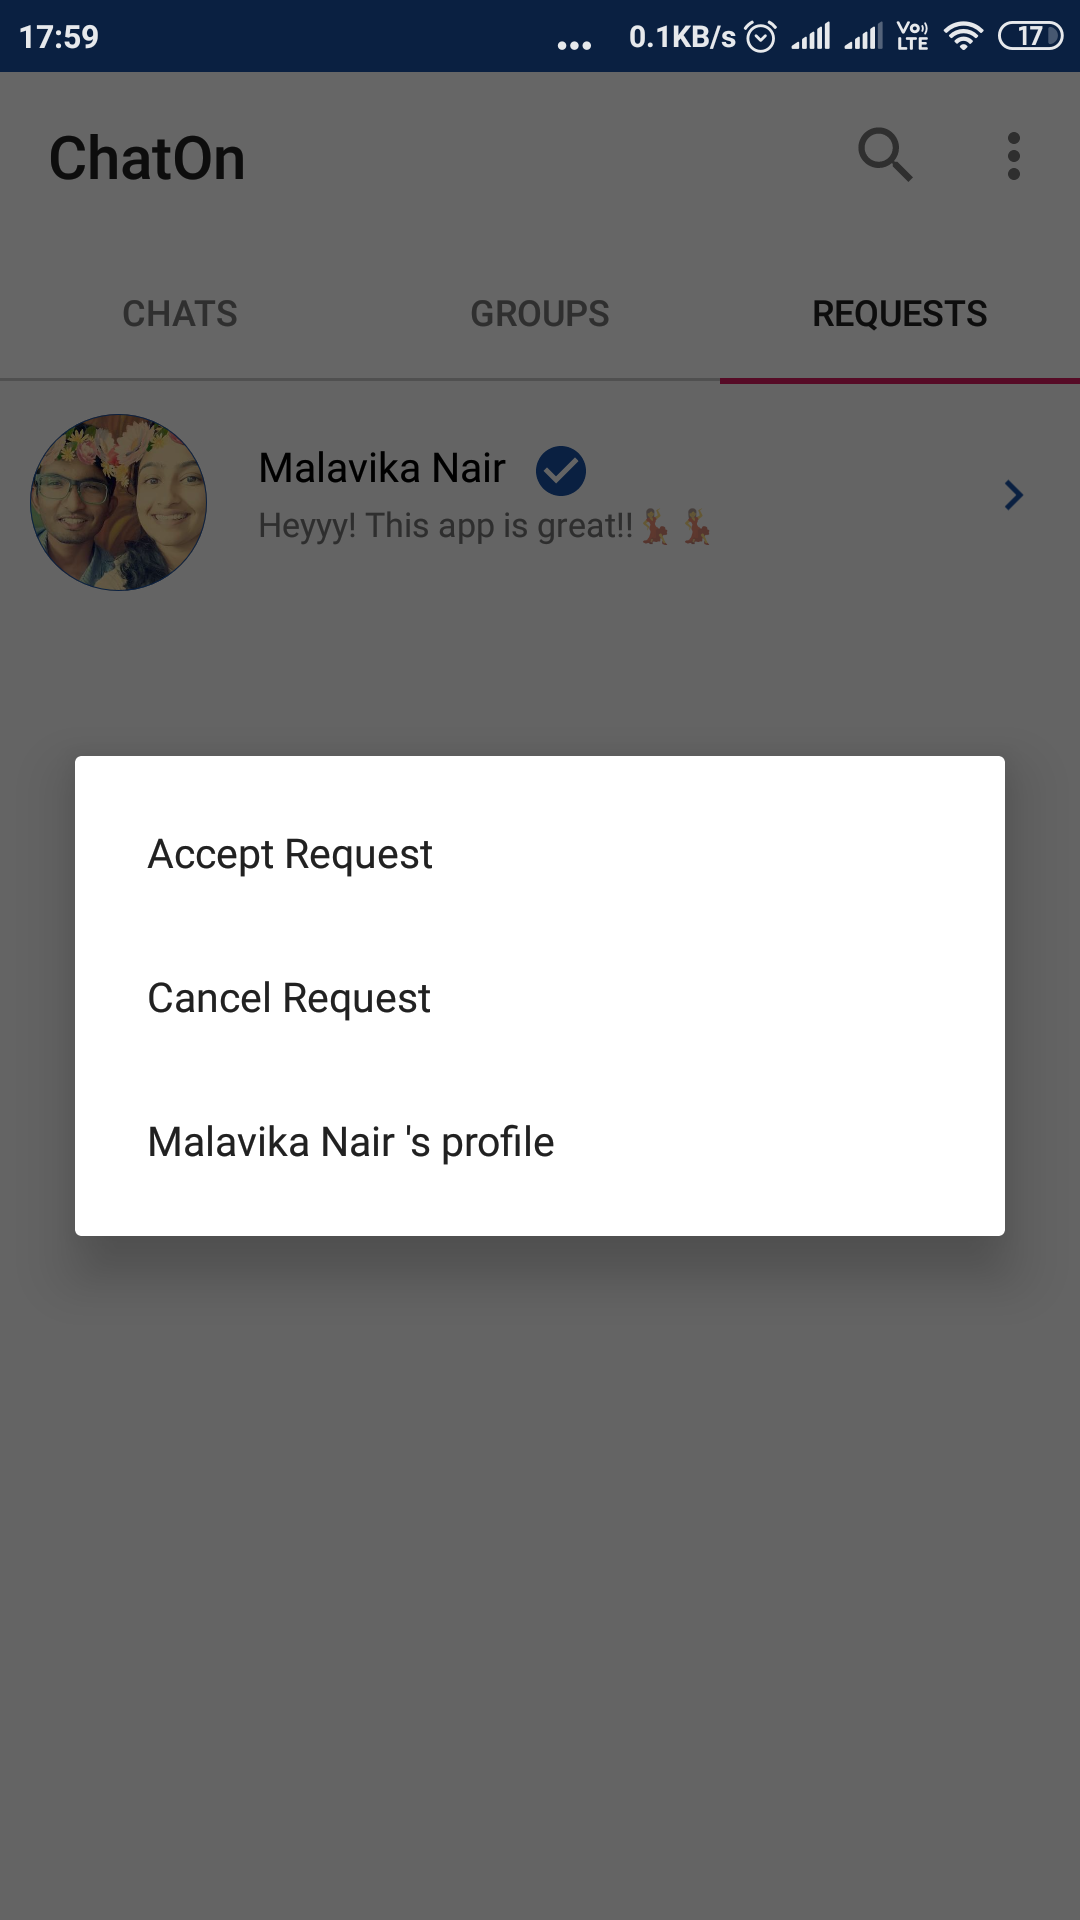 17:59 ... 0.1KB/s Vo LTE 17
ChatOn
CHATS GROUPS REQUESTS
Malavika Nair
Heyyy! This app is great!!💃💃
Accept Request
Cancel Request
Malavika Nair 's profile